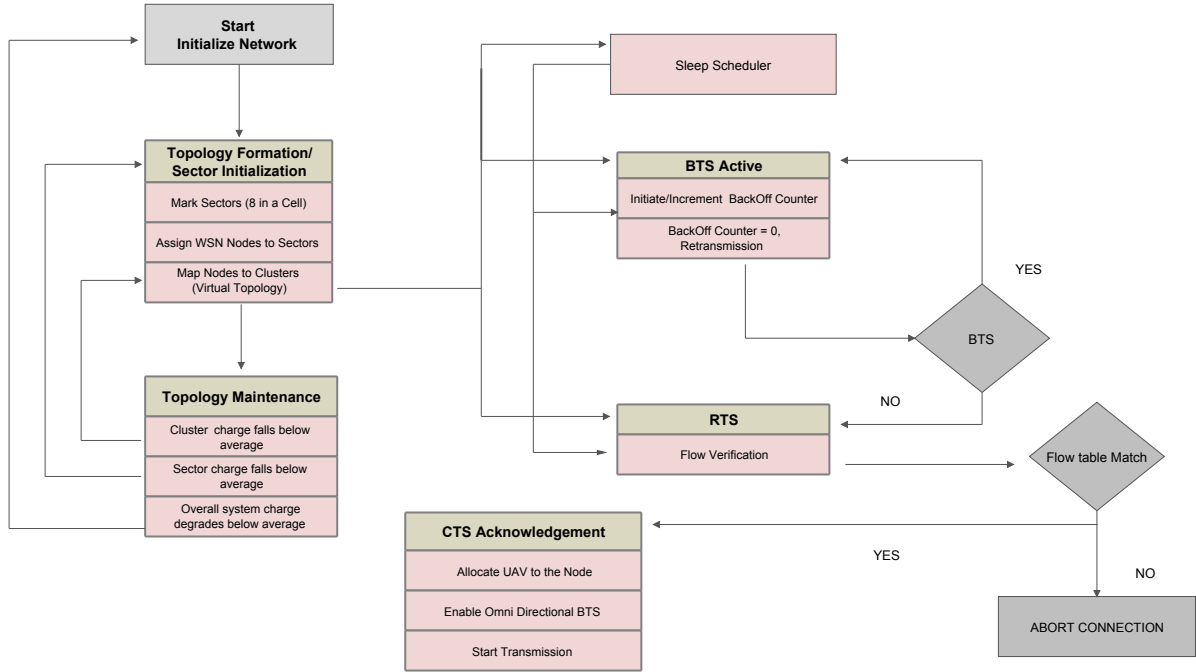 Start
Initialize Network
Topology Formation/
Sector Initialization
Mark Sectors (8 in a Cell)
Assign WSN Nodes to Sectors
Map Nodes to Clusters
(Virtual Topology)
Topology Maintenance
Cluster charge falls below
average
Sector charge falls below
average
Overall system charge
degrades below average
Sleep Scheduler
BTS Active
Initiate/Increment BackOff Counter
BackOff Counter = 0,
Retransmission
YES
BTS
NO
RTS
Flow Verification
Flow table Match
CTS Acknowledgement
Allocate UAV to the Node
Enable Omni Directional BTS
Start Transmission
YES
NO
ABORT CONNECTION